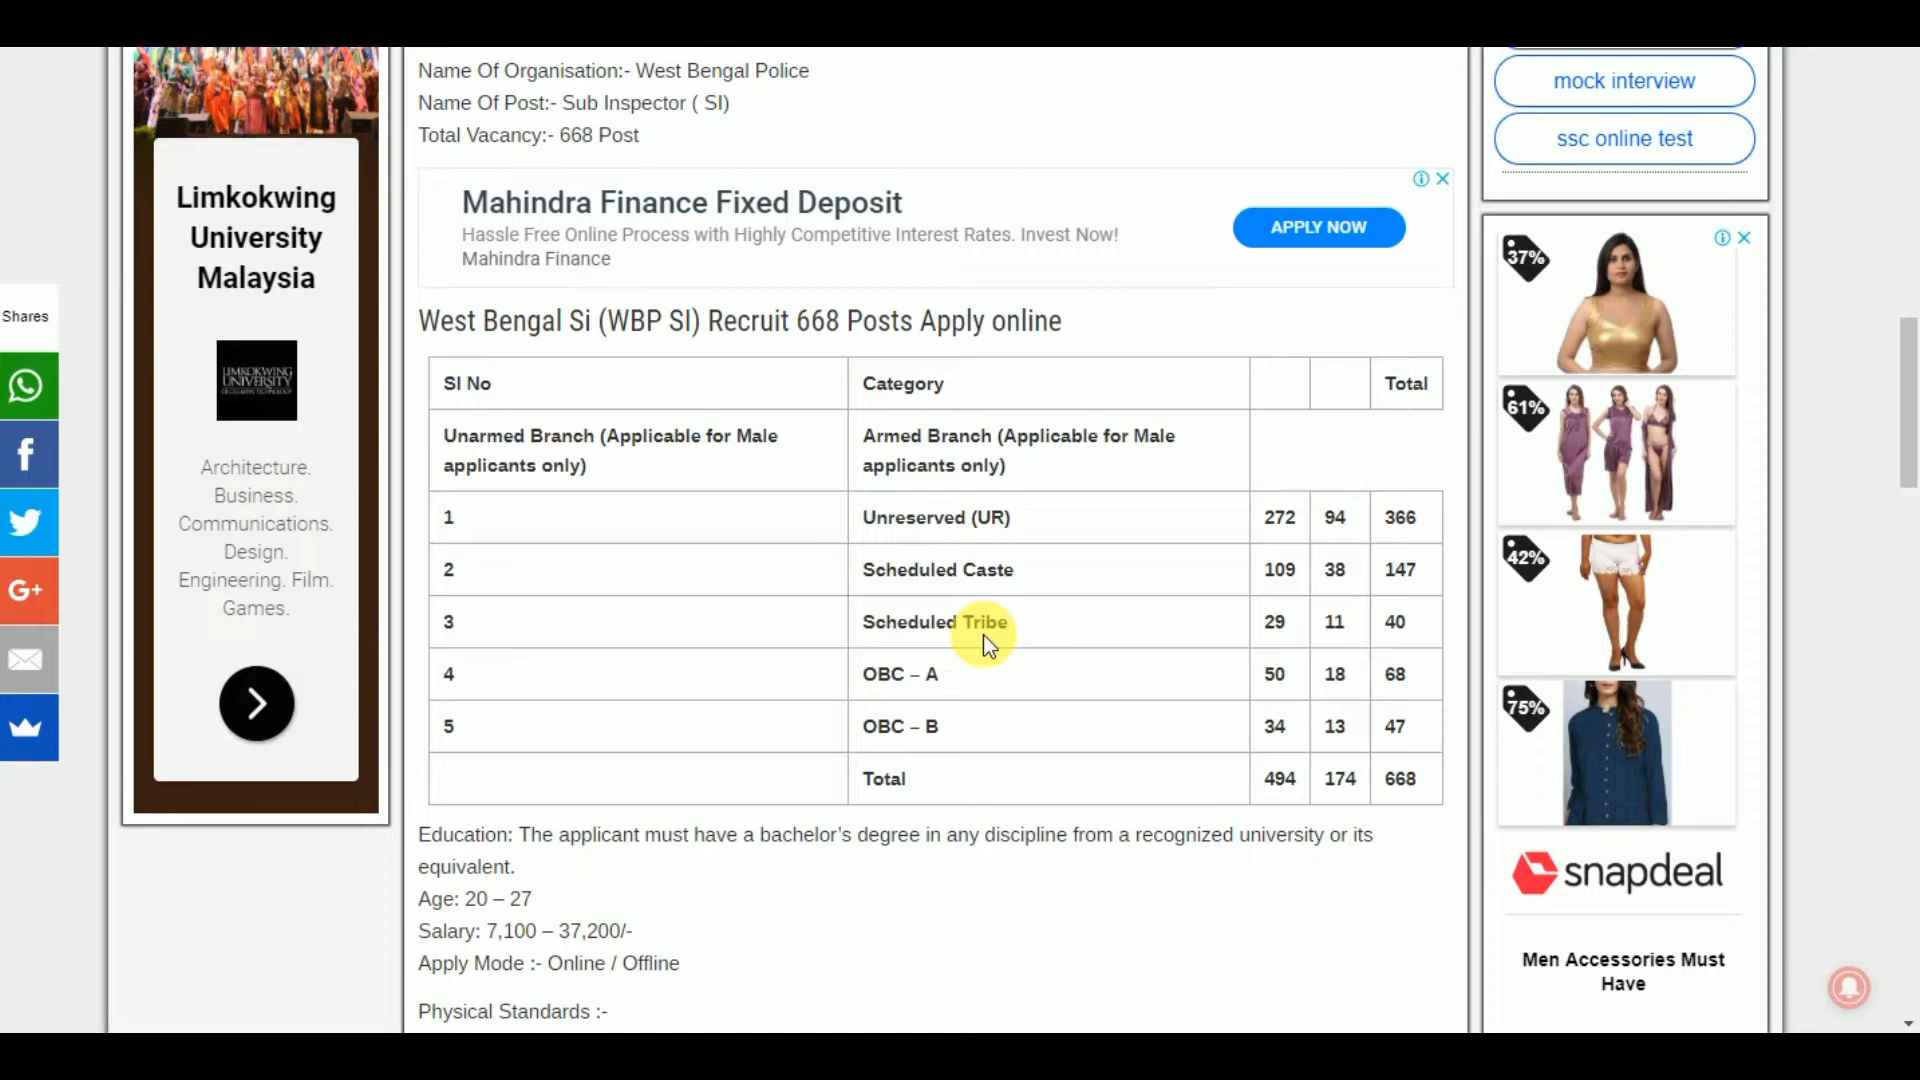 Name Of Organisation:- West Bengal Police
Name Of Post:- Sub Inspector ( SI)
Total Vacancy:- 668 Post
Mahindra Finance Fixed Deposit
Hassle Free Online Process with Highly Competitive Interest Rates. Invest Now!
Mahindra Finance
APPLY NOW
West Bengal Si (WBP SI) Recruit 668 Posts Apply online
SI No Category Total
Unarmed Branch (Applicable for Male
applicants only)
Armed Branch (Applicable for Male
applicants only)
1 Unreserved (UR) 272 94 366
2 Scheduled Caste 109 38 147
3 Scheduled Tribe 29 11 40
4 OBC – A 50 18 68
5 OBC – B 34 13 47
Total 494 174 668
Education: The applicant must have a bachelor's degree in any discipline from a recognized university or its
equivalent.
Age: 20 – 27
Salary: 7,100 – 37,200/-
Apply Mode :- Online / Offline
Physical Standards :-
Limkokwing
University
Malaysia
LIMKOKWING
UNIVERSITY
OF CREATIVE TECHNOLOGY
Architecture.
Business.
Communications.
Design.
Engineering. Film.
Games.
Shares
G+
mock interview
ssc online test
37%
61%
42%
75%
snapdeal
Men Accessories Must
Have